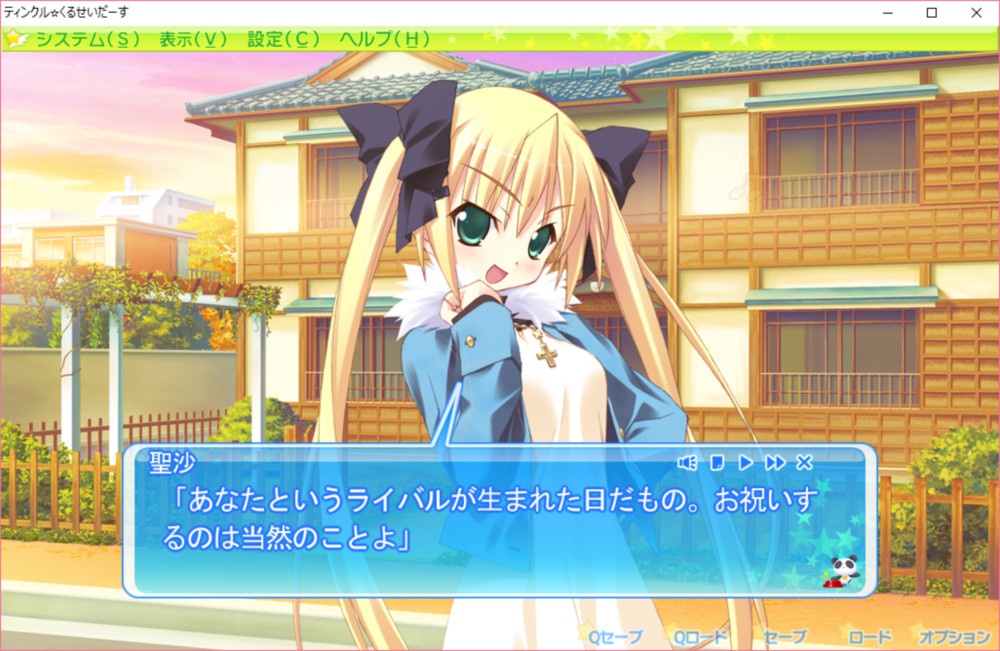 ティンクル☆くるせいだーす
システム(S) 表示(V) 設定(C) ヘルプ(H)
聖沙
「あなたというライバルが生まれた日だもの。お祝いす
るのは当然のことよ」
Qセーブ Qロード セーブ ロード オプション